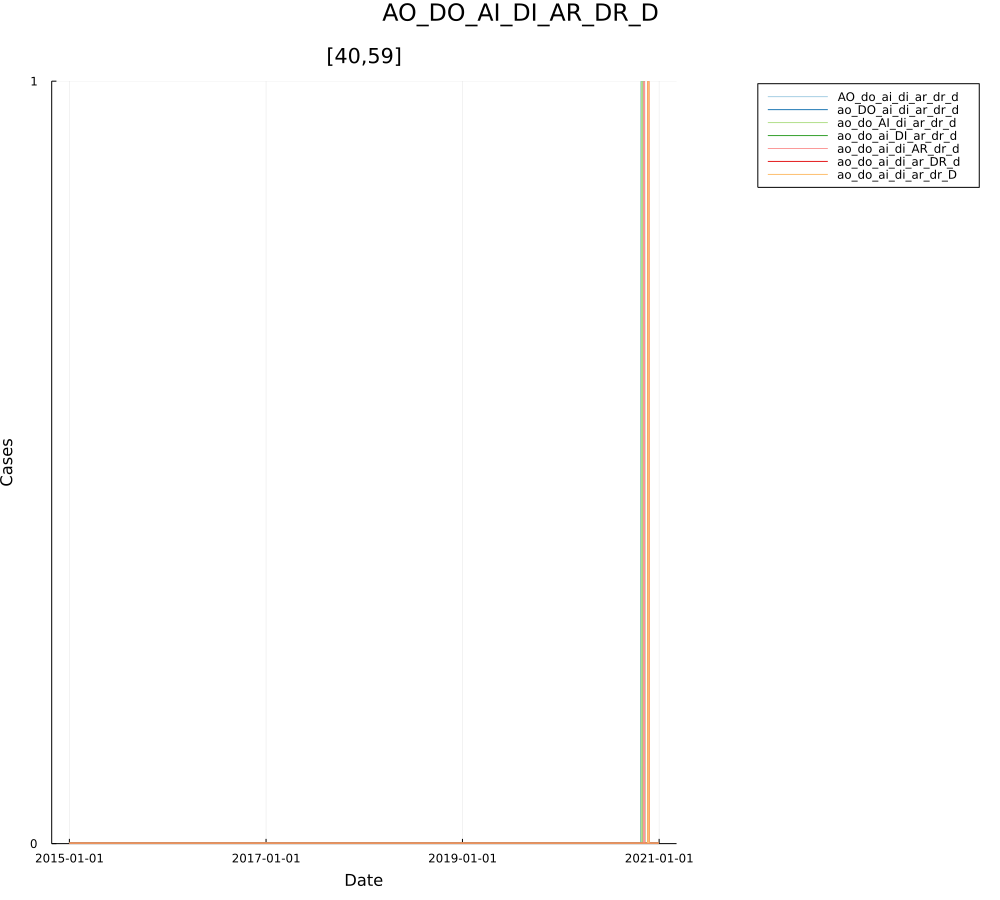 AO_DO_AI_DI_AR_DR_D
[40,59]
1
AO_do_ai_di_ar_dr_d
ao_DO_ai_di_ar_dr_d
ao_do_AI_di_ar_dr_d
ao_do_ai_DI_ar_dr_d
ao_do_ai_di_AR_dr_d
ao_do_ai_di_ar_DR_d
ao_do_ai_di_ar_dr_D
Cases
0
2015-01-01 2017-01-01 2019-01-01 2021-01-01
Date